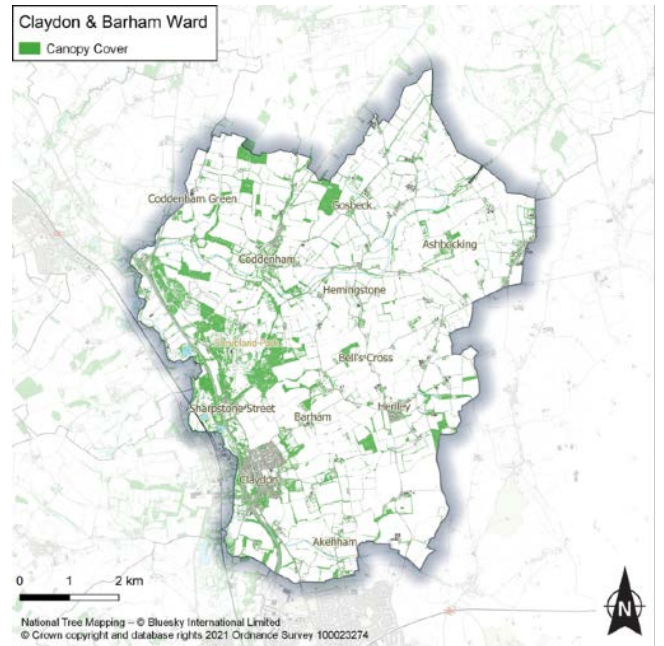 Claydon & Barham Ward
Canopy Cover
Coddenham Green
Gosbeck
Ashbocking
Coddenham
Hemingstone
Shrubland Park
Bell's Cross
Sharpstone Street
Barham
Henley
Claydon
Akenham
0 1 2 km
N
National Tree Mapping – © Bluesky International Limited
© Crown copyright and database rights 2021 Ordnance Survey 100023274